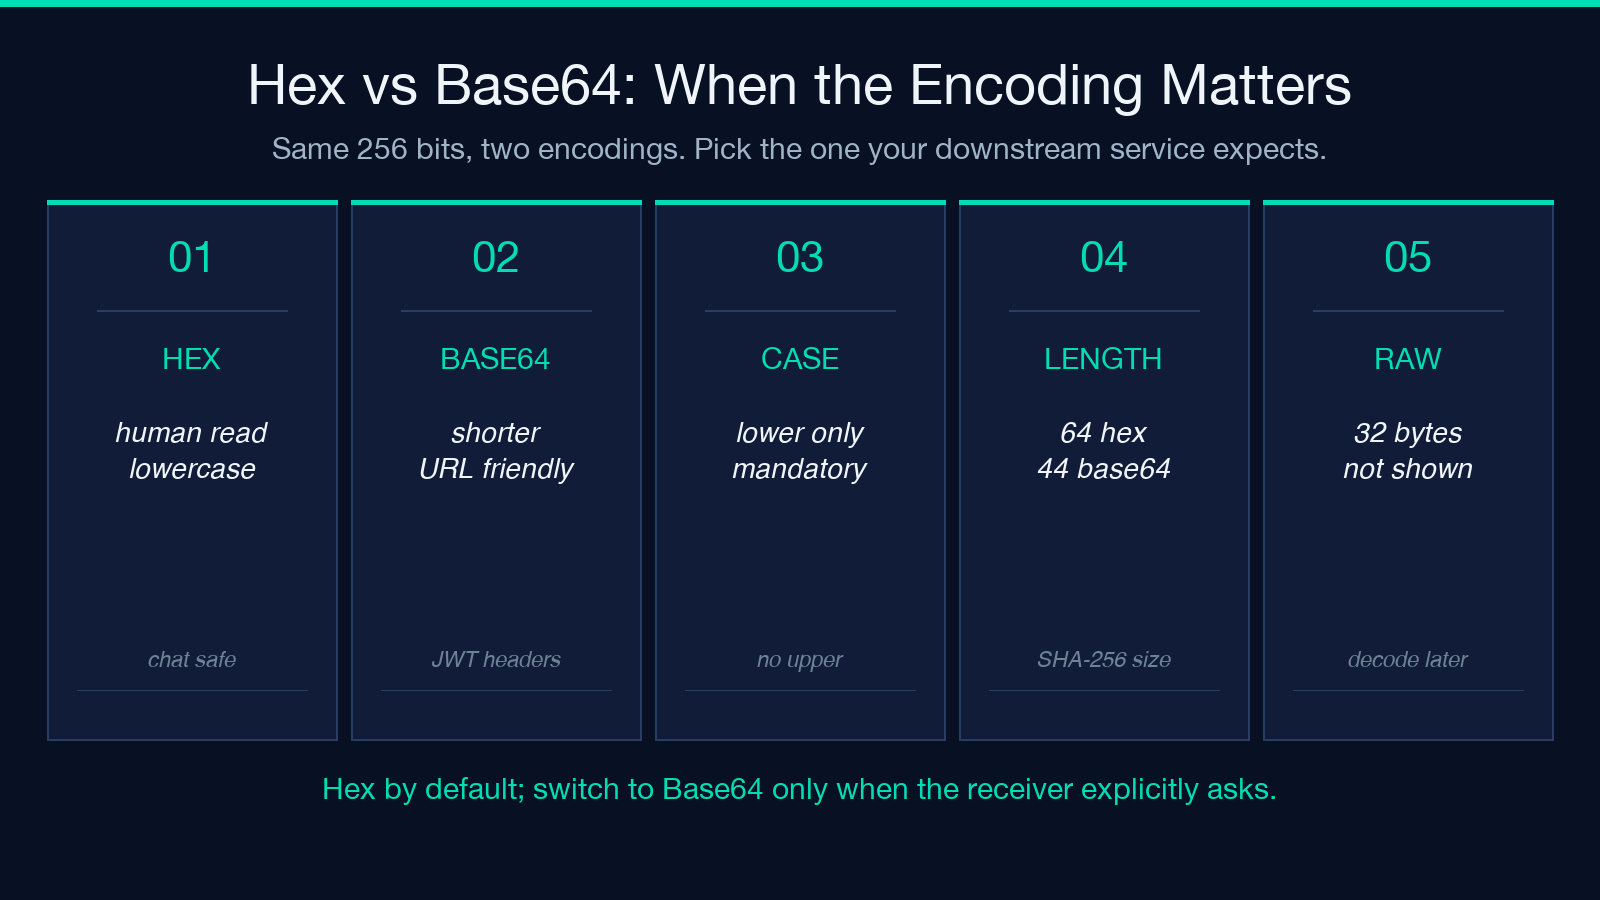 Hex vs Base64: When the Encoding Matters
Same 256 bits, two encodings. Pick the one your downstream service expects.
01
HEX
human read
lowercase
chat safe
02
BASE64
shorter
URL friendly
JWT headers
03
CASE
lower only
mandatory
no upper
04
LENGTH
64 hex
44 base64
SHA-256 size
05
RAW
32 bytes
not shown
decode later
Hex by default; switch to Base64 only when the receiver explicitly asks.